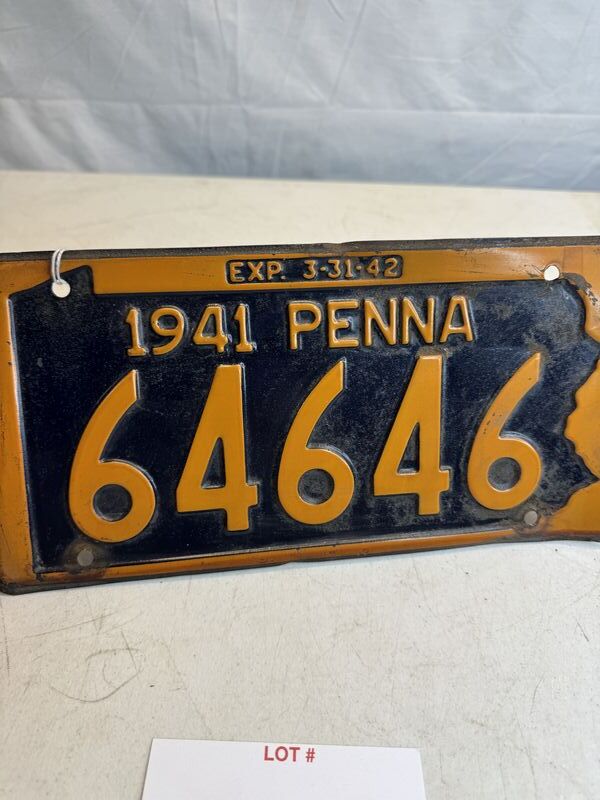 EXP. 3-31-42
1941 PENNA
64646
LOT #